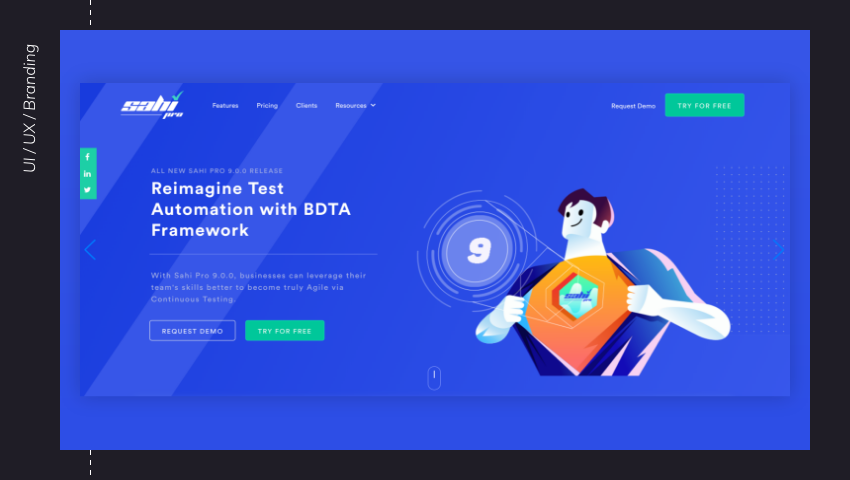 UI / UX / Branding
sahi
pro
Features Pricing Clients Resources
Request Demo TRY FOR FREE
ALL NEW SAHI PRO 9.0.0 RELEASE
Reimagine Test
Automation with BDTA
Framework
With Sahi Pro 9.0.0, businesses can leverage their
team's skills better to become truly Agile via
Continuous Testing.
REQUEST DEMO TRY FOR FREE
9
sahi
pro